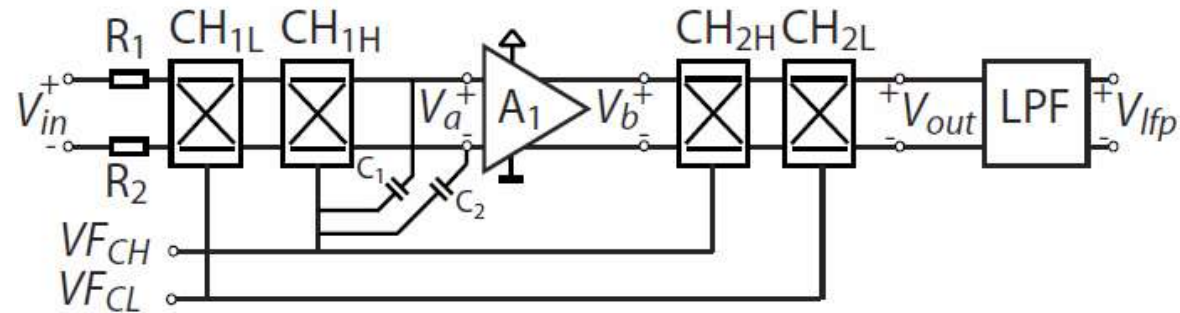 R1 CH1L CH1H CH2H CH2L
+ + + + +
Vin Va A1 Vb Vout LPF Vlfp
- - - - -
R2
C1
C2
VFCH
VFCL